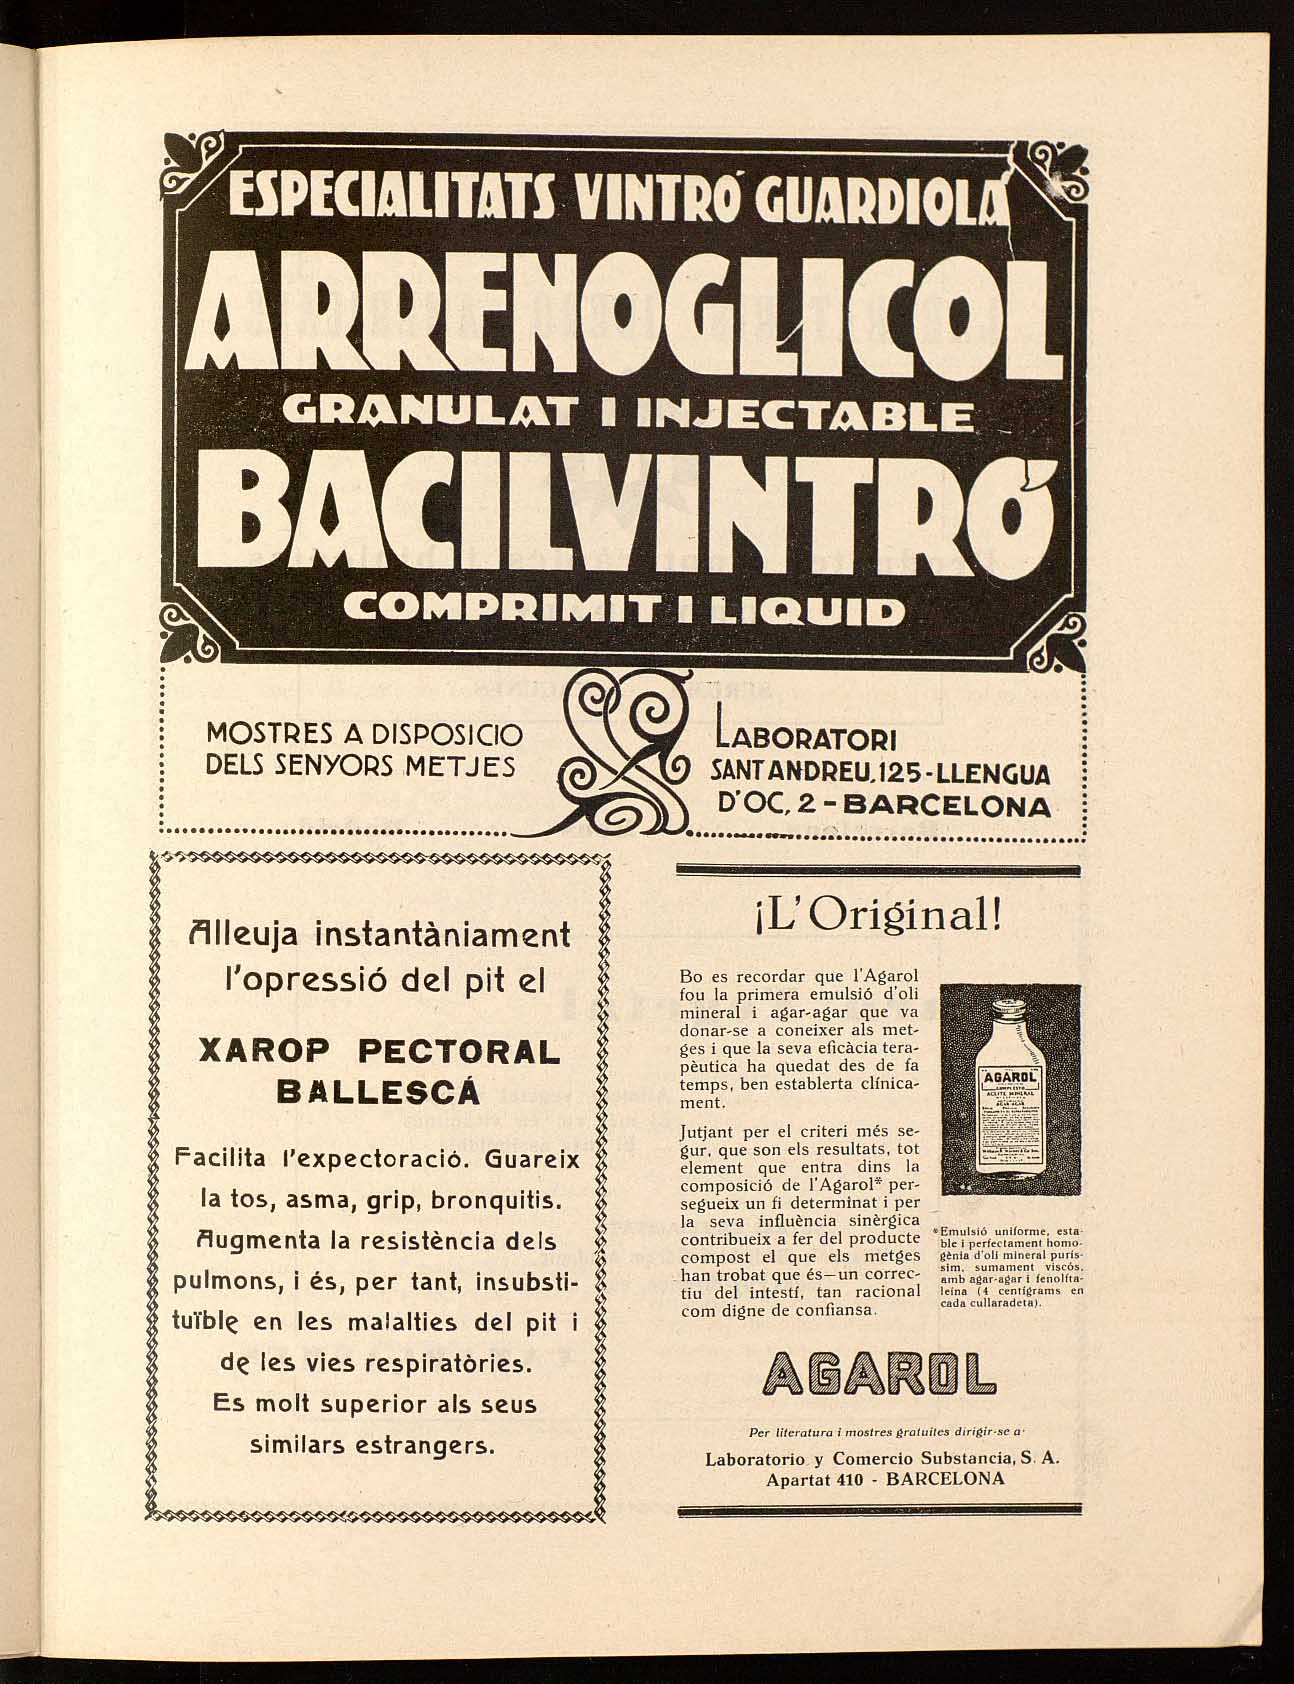 ESPECIALITATS VINTRÓ GUARDIOLA
ARRENOGLICOL
GRANULAT I INJECTABLE
BACILVINTRÓ
COMPRIMIT I LIQUID
MOSTRES A DISPOSICIO
DELS SENYORS METJES
LABORATORI
SANT ANDREU, 125 - LLENGUA
D'OC, 2 - BARCELONA
Alleuja instantàniament
l'opressió del pit el
XAROP PECTORAL
BALLESCÁ
Facilita l'expectoració. Guareix
la tos, asma, grip, bronquitis.
Augmenta la resistència dels
pulmons, i és, per tant, insubsti-
tuïble en les malalties del pit i
de les vies respiratòries.
Es molt superior als seus
similars estrangers.
¡L'Original!
Bo es recordar que l'Agarol
fou la primera emulsió d'oli
mineral i agar-agar que va
donar-se a coneixer als met-
ges i que la seva eficàcia tera-
pèutica ha quedat des de fa
temps, ben establerta clínica-
ment.
Jutjant per el criteri més se-
gur, que son els resultats, tot
element que entra dins la
composició de l'Agarol* per-
segueix un fi determinat i per
la seva influència sinèrgica
contribueix a fer del producte
compost el que els metges
han trobat que és—un correc-
tiu del intestí, tan racional
com digne de confiansa.
AGAROL
COMPUESTO
ACEITE MINERAL
AGAR-AGAR
*Emulsió uniforme, esta-
ble i perfectament homo-
gènia d'oli mineral purís-
sim, sumament viscós,
amb agar-agar i fenolfta-
leina (4 centígrams en
cada cullaradeta).
AGAROL
Per literatura i mostres gratuites dirigir-se a
Laboratorio y Comercio Substancia, S. A.
Apartat 410 - BARCELONA